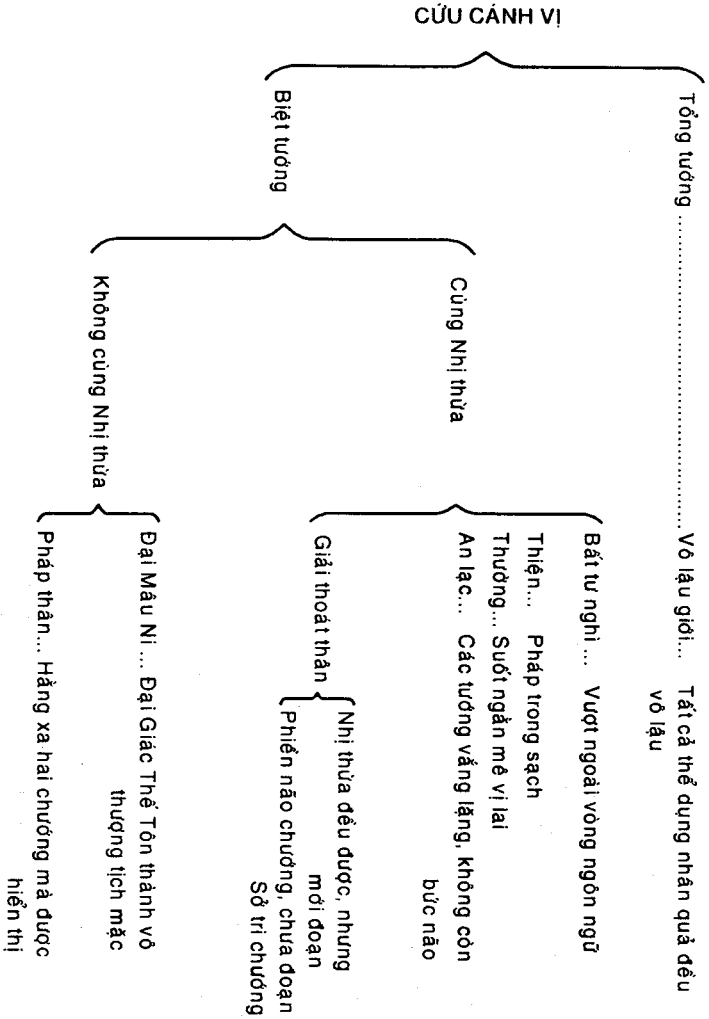 CỨU CÁNH VỊ
Tổng tướng ........ Vô lậu giới... Tất cả thể dụng nhân quả đều
vô lậu
Biệt tướng
Cùng Nhị thừa
Bất tư nghì ... Vượt ngoài vòng ngôn ngữ
Thiện... Pháp trong sạch
Thường... Suốt ngằn mê vị lai
An lạc... Các tướng vắng lặng, không còn
bức não
Giải thoát thân
Nhị thừa đều được, nhưng
mới đoạn
Phiền não chướng, chưa đoạn
Sở tri chướng
Không cùng Nhị thừa
Đại Mâu Ni ... Đại Giác Thế Tôn thành vô
thượng tịch mặc
Pháp thân... Hằng xa hai chướng mà được
hiển thị